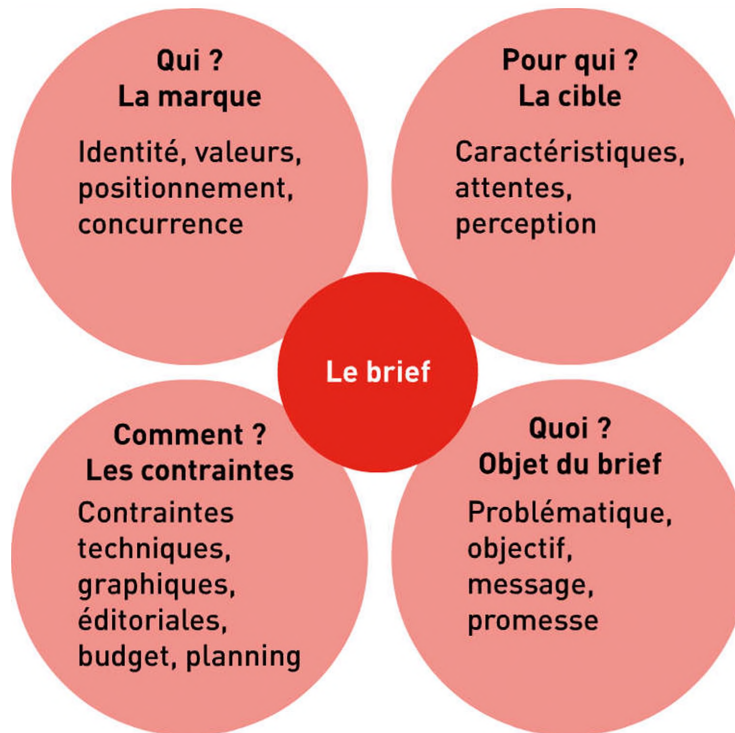 Qui ?
La marque
Identité, valeurs,
positionnement,
concurrence
Pour qui ?
La cible
Caractéristiques,
attentes,
perception
Le brief
Comment ?
Les contraintes
Contraintes
techniques,
graphiques,
éditoriales,
budget, planning
Quoi ?
Objet du brief
Problématique,
objectif,
message,
promesse